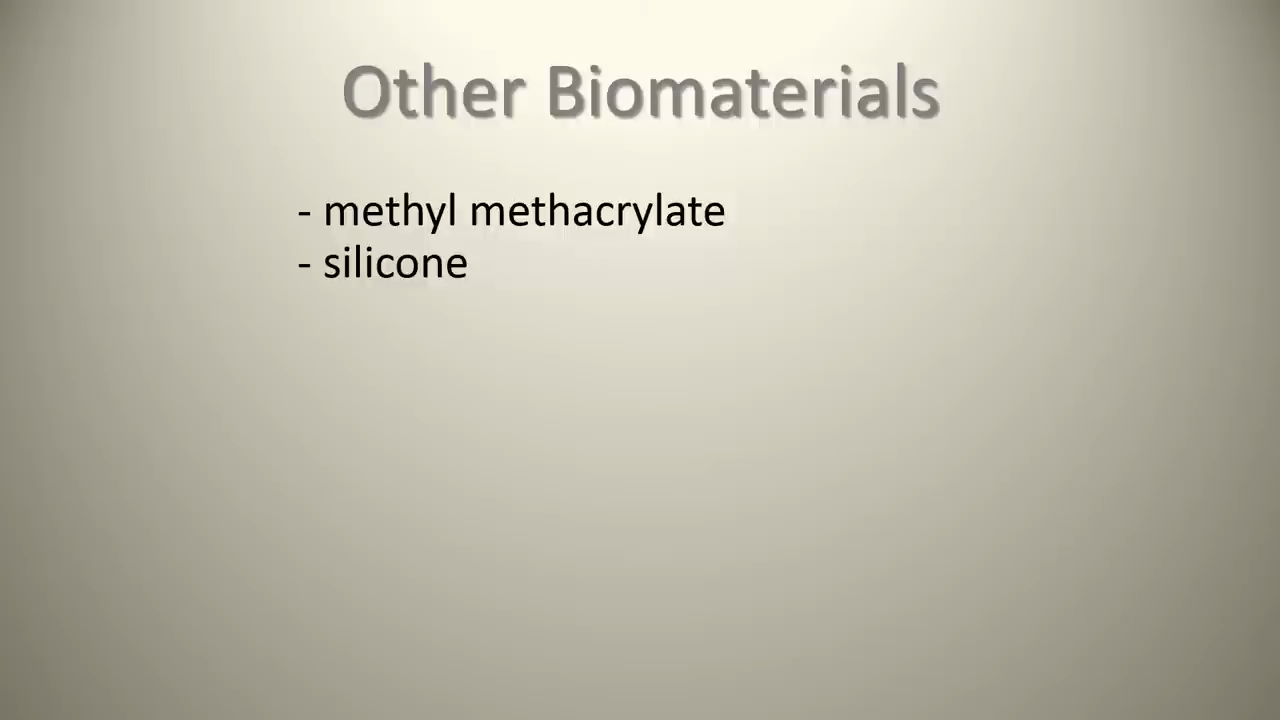 Other Biomaterials
- methyl methacrylate
- silicone